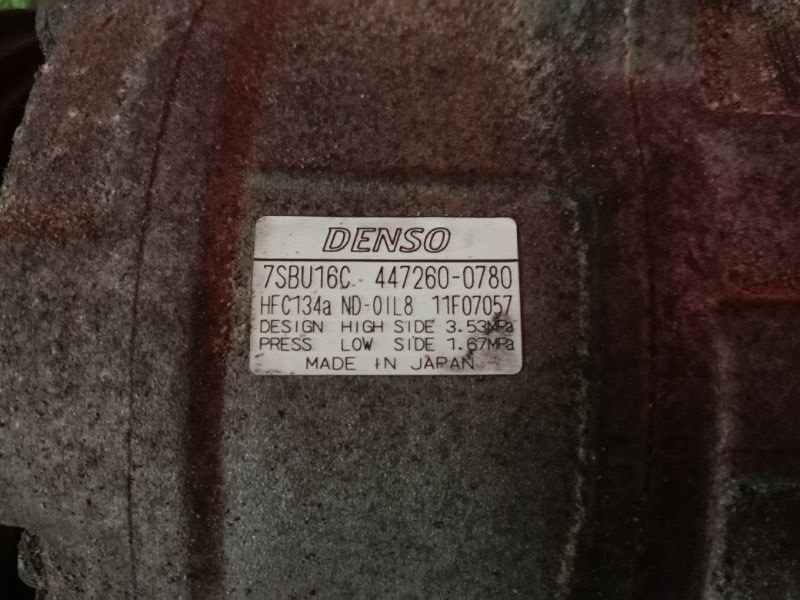 DENSO
7SBU16C 447260-0780
HFC134a ND-OIL8 11F07057
DESIGN HIGH SIDE 3.53MPa
PRESS LOW SIDE 1.67MPa
MADE IN JAPAN